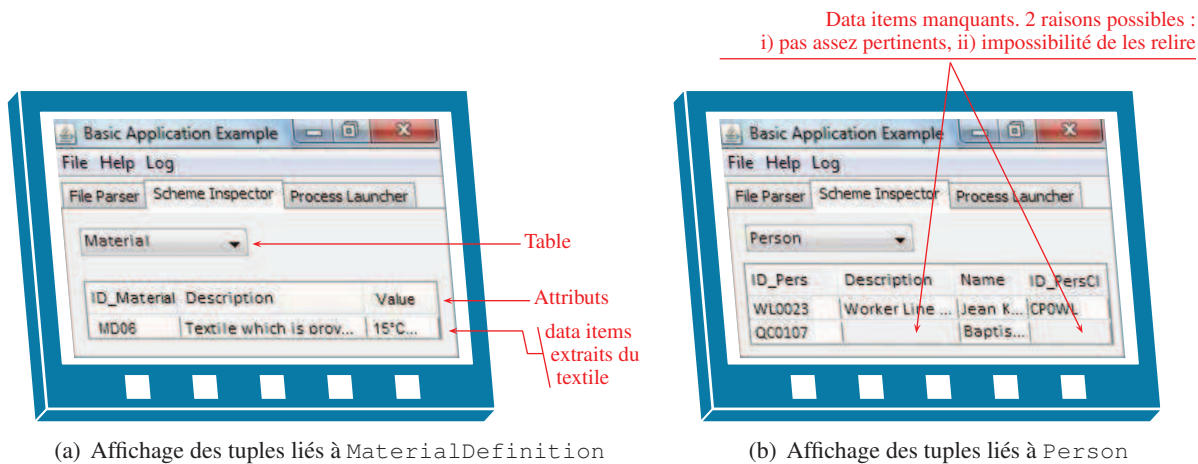 Data items manquants. 2 raisons possibles :
i) pas assez pertinents, ii) impossibilité de les relire
Basic Application Example
File Help Log
File Parser Scheme Inspector Process Launcher
Material
Table
ID_Material Description Value
Attributs
MD06 Textile which is prov... 15°C...
data items
extraits du
textile
(a) Affichage des tuples liés à MaterialDefinition
Basic Application Example
File Help Log
File Parser Scheme Inspector Process Launcher
Person
ID_Pers Description Name ID_PersCl
WL0023 Worker Line ... Jean K... CPOWL
QC0107 Baptis...
(b) Affichage des tuples liés à Person